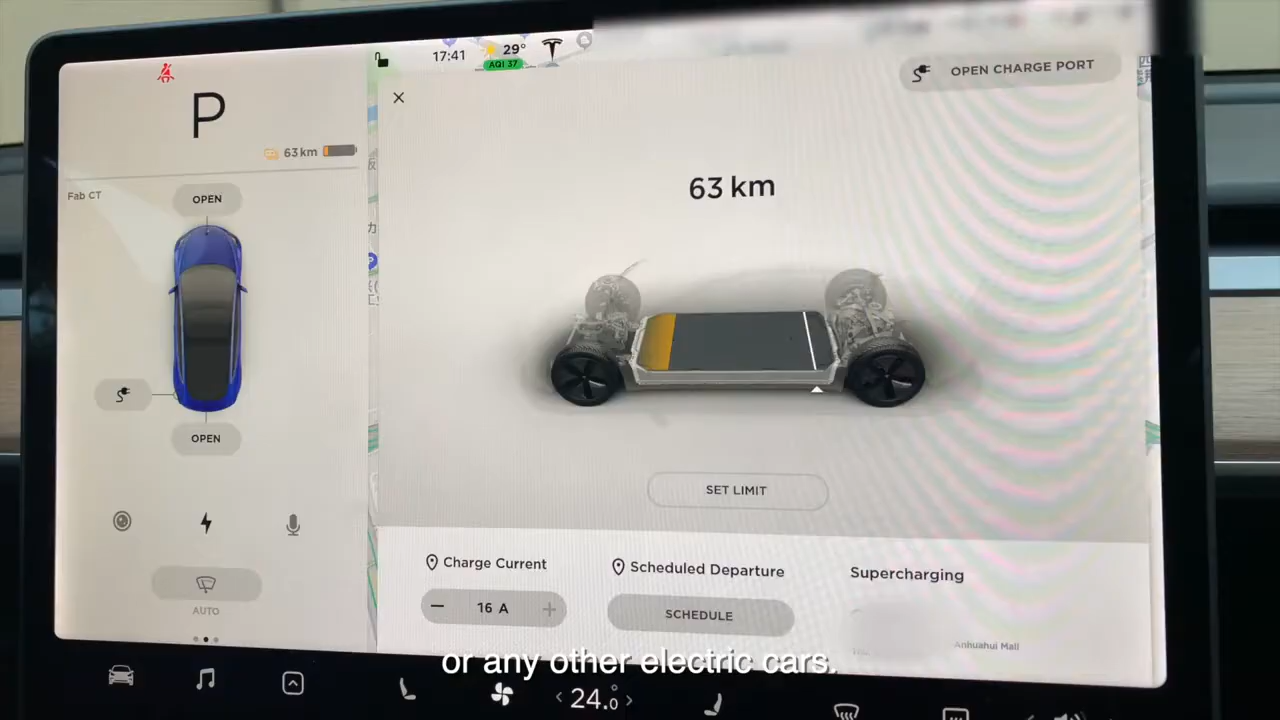 17:41
29°
AQI 37
OPEN CHARGE PORT
P
63 km
63 km
Fab CT
OPEN
OPEN
SET LIMIT
Charge Current
Scheduled Departure
Supercharging
16 A
SCHEDULE
AUTO
Anhuahui Mall
or any other electric cars.
24.0